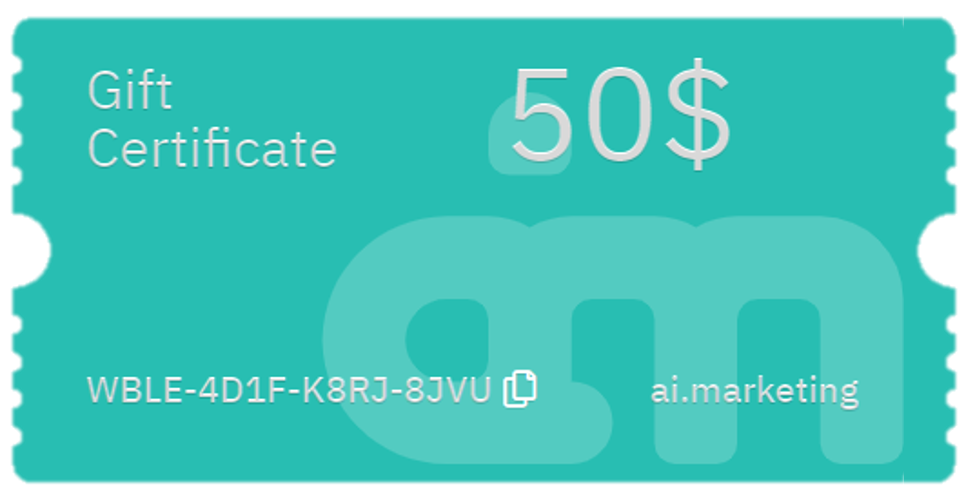 Gift
Certificate
50$
WBLE-4D1F-K8RJ-8JVU
ai.marketing